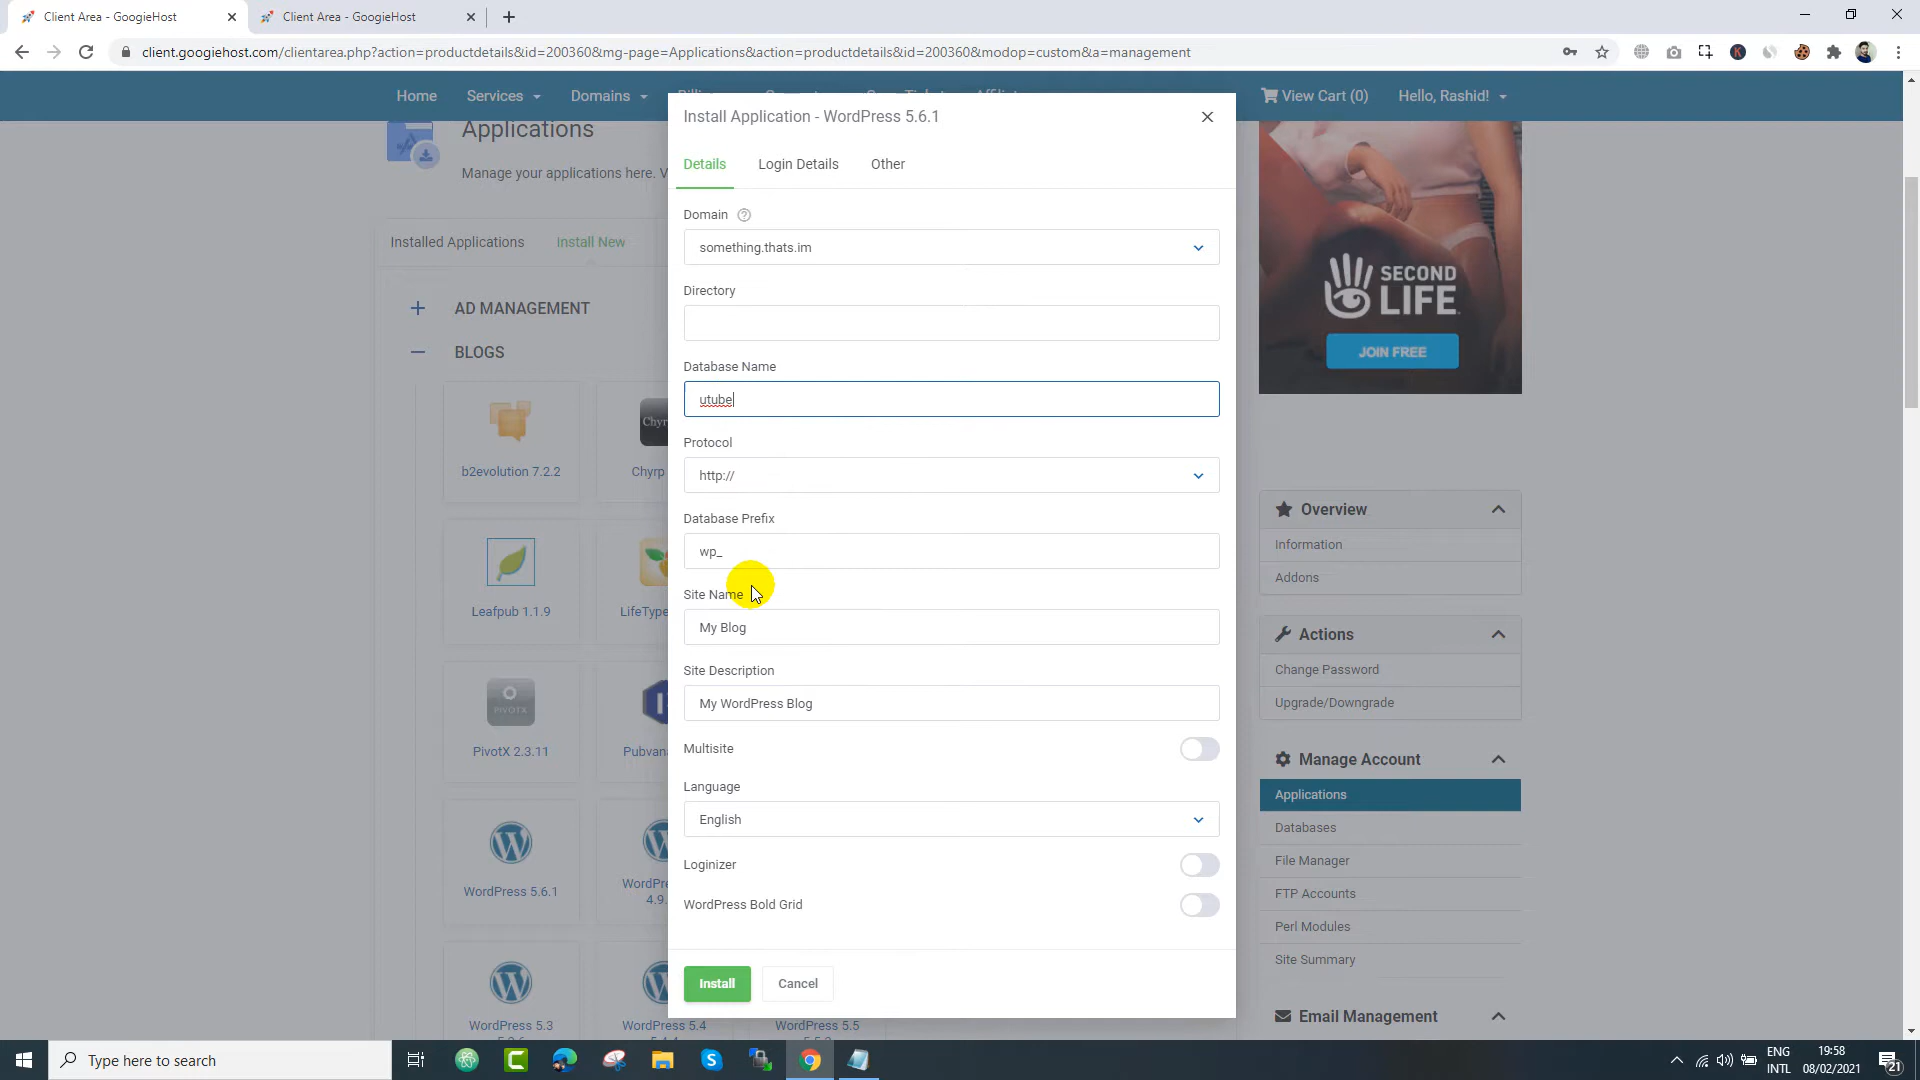 Client Area - GoogieHost
Client Area - GoogieHost
client.googiehost.com/clientarea.php?action=productdetails&id=200360&mg-page=Applications&action=productdetails&id=200360&modop=custom&a=management
Home
Services
Domains
View Cart (0)
Hello, Rashid!
Applications
Manage your applications here. V
Installed Applications
Install New
AD MANAGEMENT
BLOGS
b2evolution 7.2.2
Chyrp
Chyrp
Leafpub 1.1.9
LifeType
PIVOTX
PivotX 2.3.11
Pubvan
WordPress 5.6.1
WordPre
4.9.
WordPress 5.3
WordPress 5.4
WordPress 5.5
Install Application - WordPress 5.6.1
Details
Login Details
Other
Domain
something.thats.im
Directory
Database Name
utube
Protocol
http://
Database Prefix
wp_
Site Name
My Blog
Site Description
My WordPress Blog
Multisite
Language
English
Loginizer
WordPress Bold Grid
Install
Cancel
SECOND
LIFE
JOIN FREE
Overview
Information
Addons
Actions
Change Password
Upgrade/Downgrade
Manage Account
Applications
Databases
File Manager
FTP Accounts
Perl Modules
Site Summary
Email Management
Type here to search
ENG
INTL
19:58
08/02/2021
21